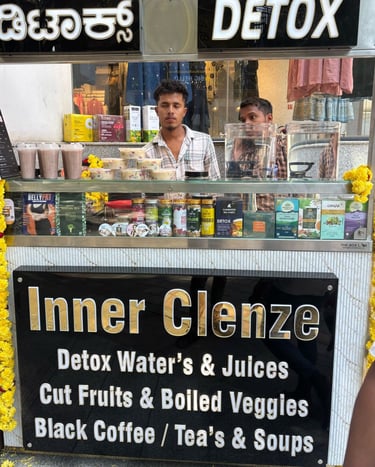 ಡಿಟಾಕ್ಸ್
DETOX
Inner Clenze
Detox Water's & Juices
Cut Fruits & Boiled Veggies
Black Coffee / Tea's & Soups